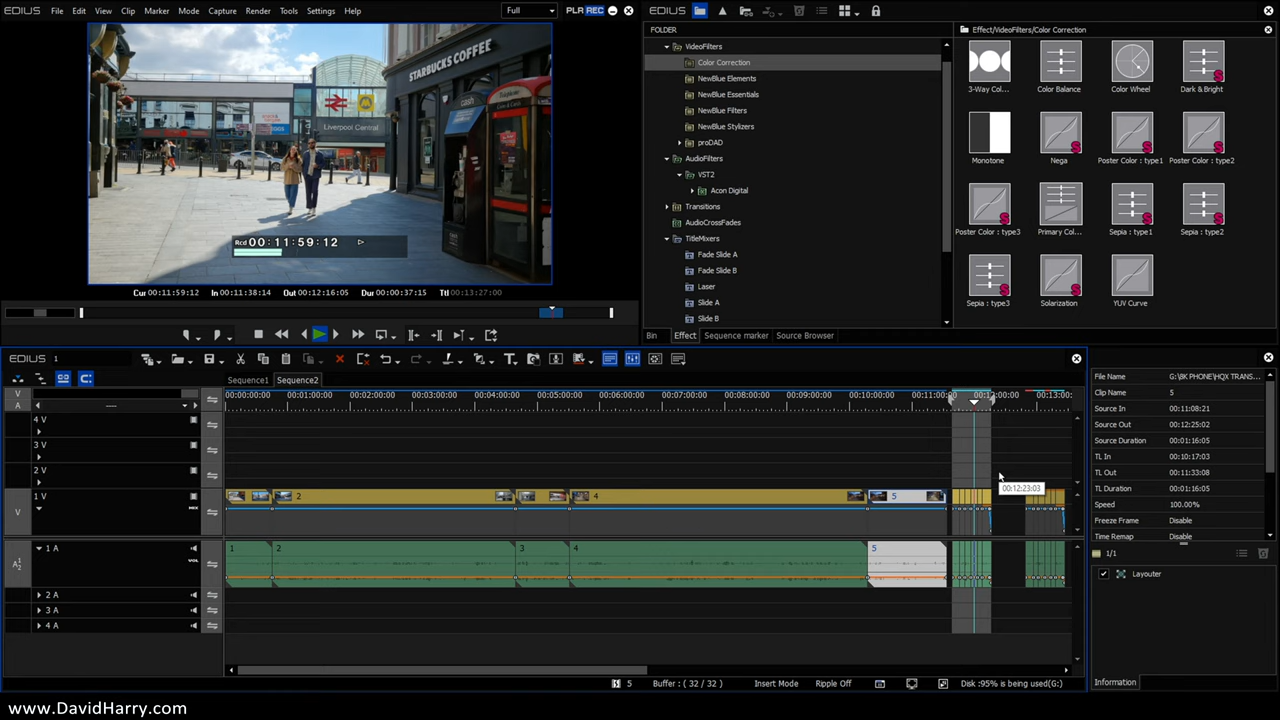 EDIUS
File
Edit
View
Clip
Marker
Mode
Capture
Render
Tools
Settings
Help
Full
PLR REC
STARBUCKS COFFEE
cash
Liverpool Central
Rcd 00:11:59:12
Cur 00:11:59:12
In 00:11:38:14
Out 00:12:16:05
Dur 00:00:37:15
Ttl 00:13:27:00
EDIUS
FOLDER
VideoFilters
Color Correction
NewBlue Elements
NewBlue Essentials
NewBlue Filters
NewBlue Stylizers
proDAD
AudioFilters
VST2
Acon Digital
Transitions
AudioCrossFades
TitleMixers
Fade Slide A
Fade Slide B
Laser
Slide A
Slide B
Bin
Effect
Sequence marker
Source Browser
Effect/VideoFilters/Color Correction
3-Way Col...
Color Balance
Color Wheel
Dark & Bright
Monotone
Nega
Poster Color : type1
Poster Color : type2
Poster Color : type3
Primary Co...
Sepia : type1
Sepia : type2
Sepia : type3
Solarization
YUV Curve
EDIUS
1
Sequence1
Sequence2
V
A
00:00:00:00
00:01:00:00
00:02:00:00
00:03:00:00
00:04:00:00
00:05:00:00
00:06:00:00
00:07:00:00
00:08:00:00
00:09:00:00
00:10:00:00
00:11:00:00
00:12:00:00
00:13:00:
4 V
3 V
2 V
1 V
V
MIX
2
4
5
00:12:23:03
1 A
VOL
1
2
3
4
5
2 A
3 A
4 A
5
Buffer : ( 32 / 32 )
Insert Mode
Ripple Off
Disk :95% is being used(G:)
File Name
G:\8K PHONE\HQX TRANS...
Clip Name
5
Source In
00:11:08:21
Source Out
00:12:25:02
Source Duration
00:01:16:05
TL In
00:10:17:03
TL Out
00:11:33:08
TL Duration
00:01:16:05
Speed
100.00%
Freeze Frame
Disable
Time Remap
Disable
1/1
Layouter
Information
www.DavidHarry.com